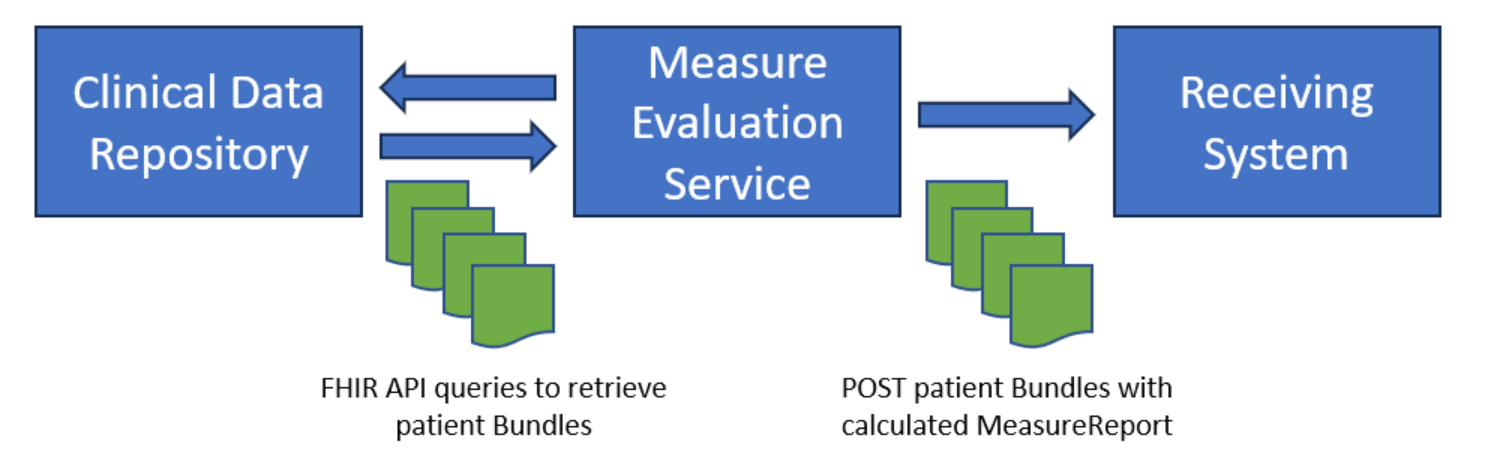 Clinical Data
Repository
Measure
Evaluation
Service
Receiving
System
FHIR API queries to retrieve
patient Bundles
POST patient Bundles with
calculated MeasureReport